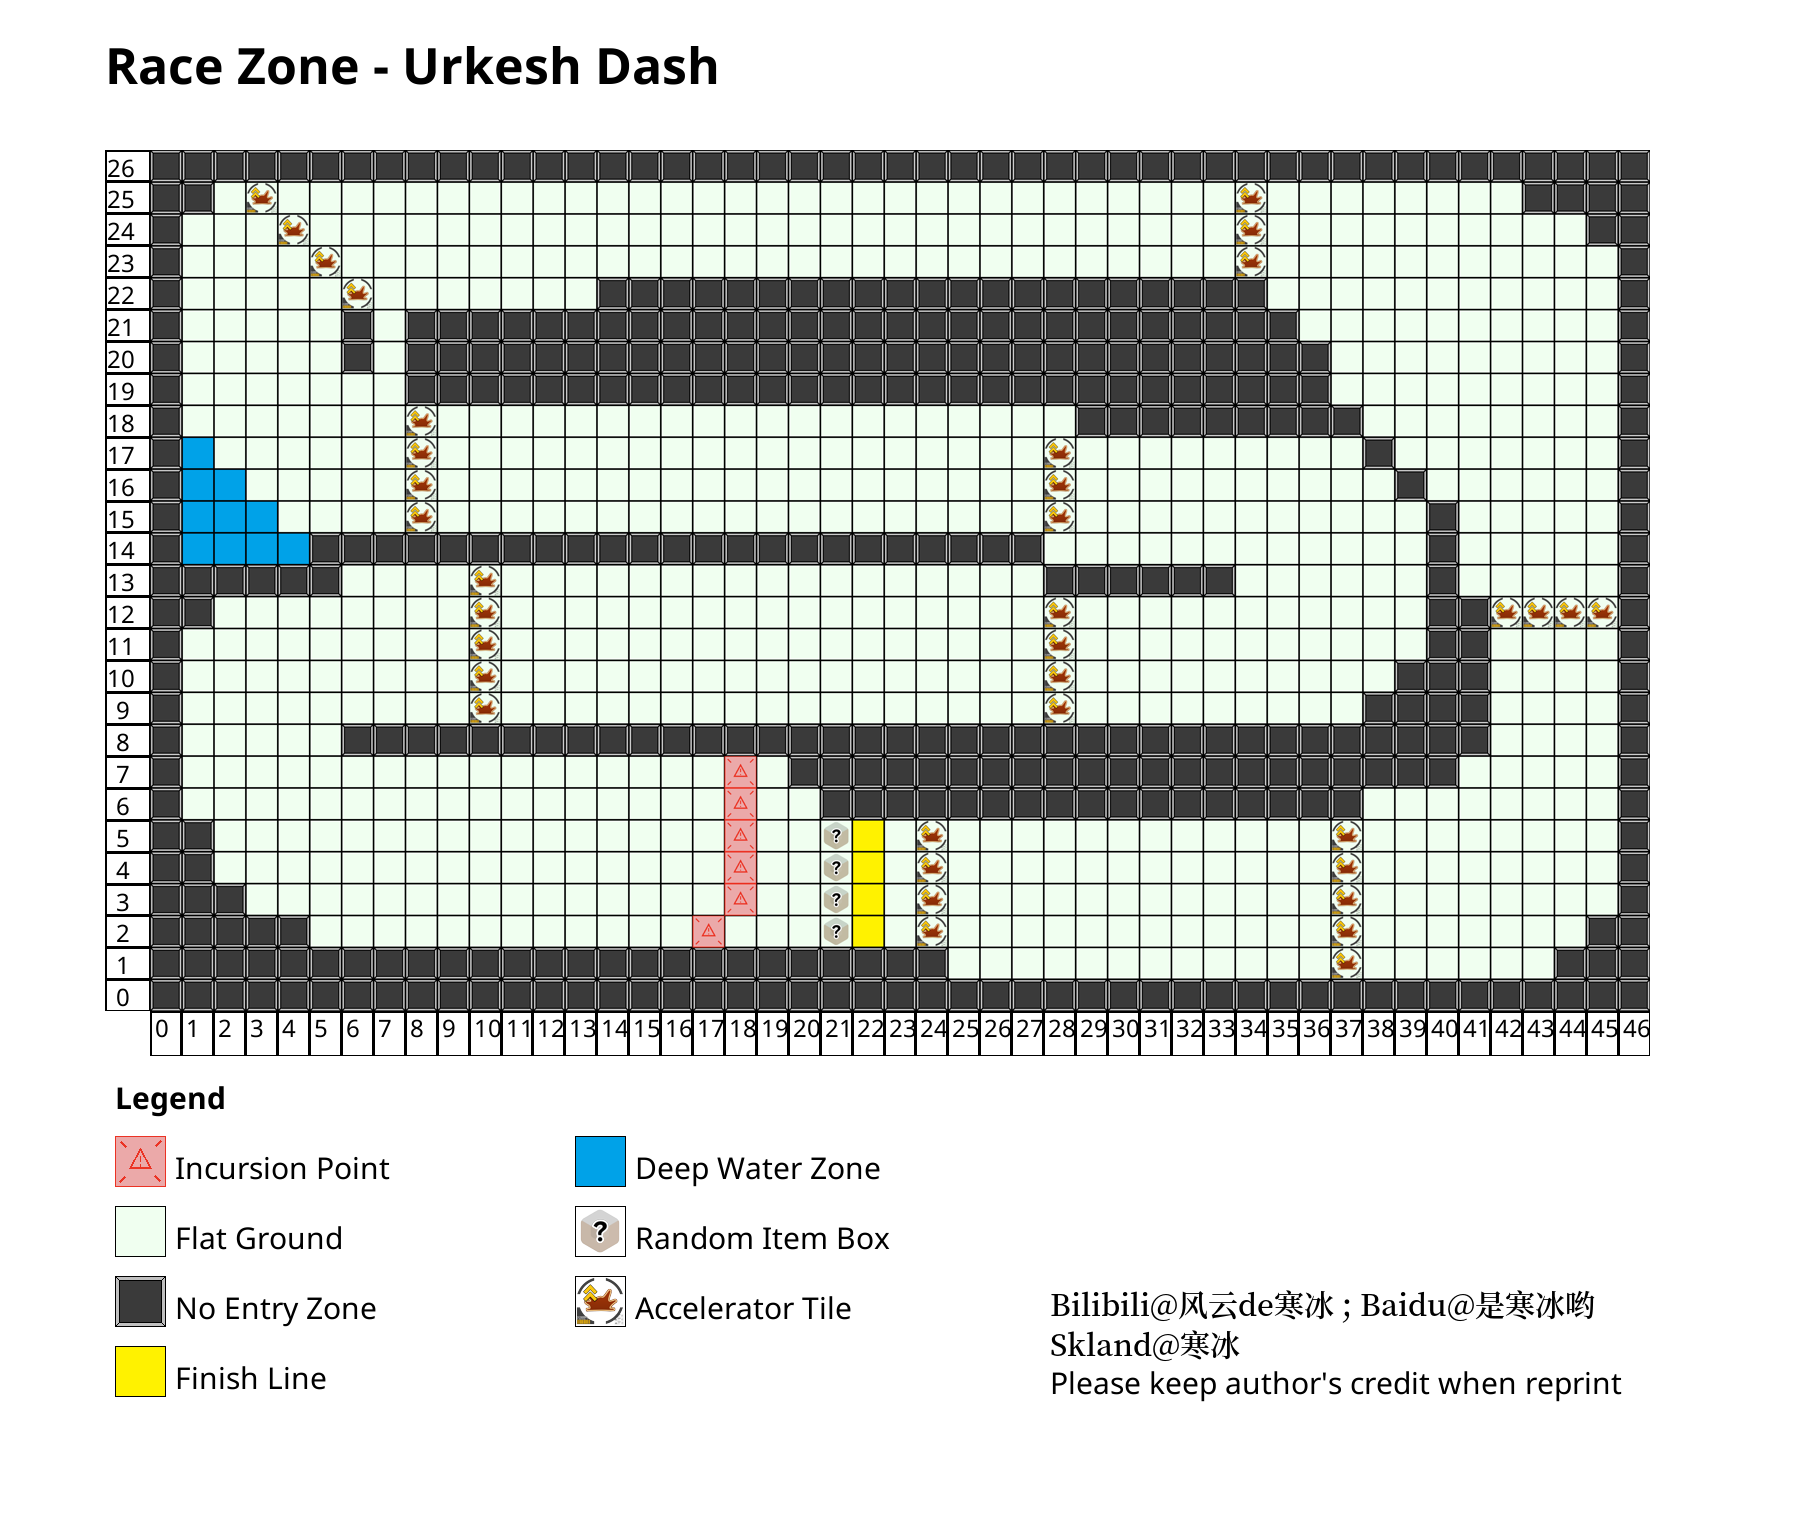 Race Zone - Urkesh Dash
26
25
24
23
22
21
20
19
18
17
16
15
14
13
12
11
10
9
8
7
6
5
4
3
2
1
0
0 1 2 3 4 5 6 7 8 9 10 11 12 13 14 15 16 17 18 19 20 21 22 23 24 25 26 27 28 29 30 31 32 33 34 35 36 37 38 39 40 41 42 43 44 45 46
Legend
Incursion Point
Deep Water Zone
Flat Ground
? Random Item Box
No Entry Zone
Accelerator Tile
Finish Line
Bilibili@风云de寒冰 ; Baidu@是寒冰哟
Skland@寒冰
Please keep author's credit when reprint